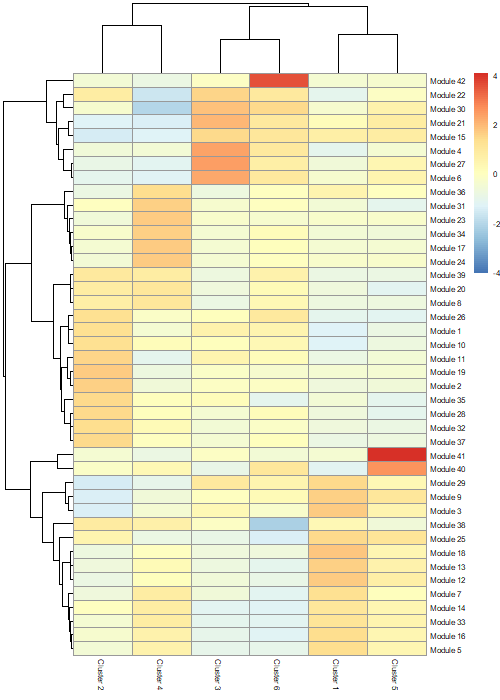 Module 42
Module 22
Module 30
Module 21
Module 15
Module 4
Module 27
Module 6
Module 36
Module 31
Module 23
Module 34
Module 17
Module 24
Module 39
Module 20
Module 8
Module 26
Module 1
Module 10
Module 11
Module 19
Module 2
Module 35
Module 28
Module 32
Module 37
Module 41
Module 40
Module 29
Module 9
Module 3
Module 38
Module 25
Module 18
Module 13
Module 12
Module 7
Module 14
Module 33
Module 16
Module 5
Cluster 2
Cluster 4
Cluster 3
Cluster 6
Cluster 1
Cluster 5
4
2
0
-2
-4